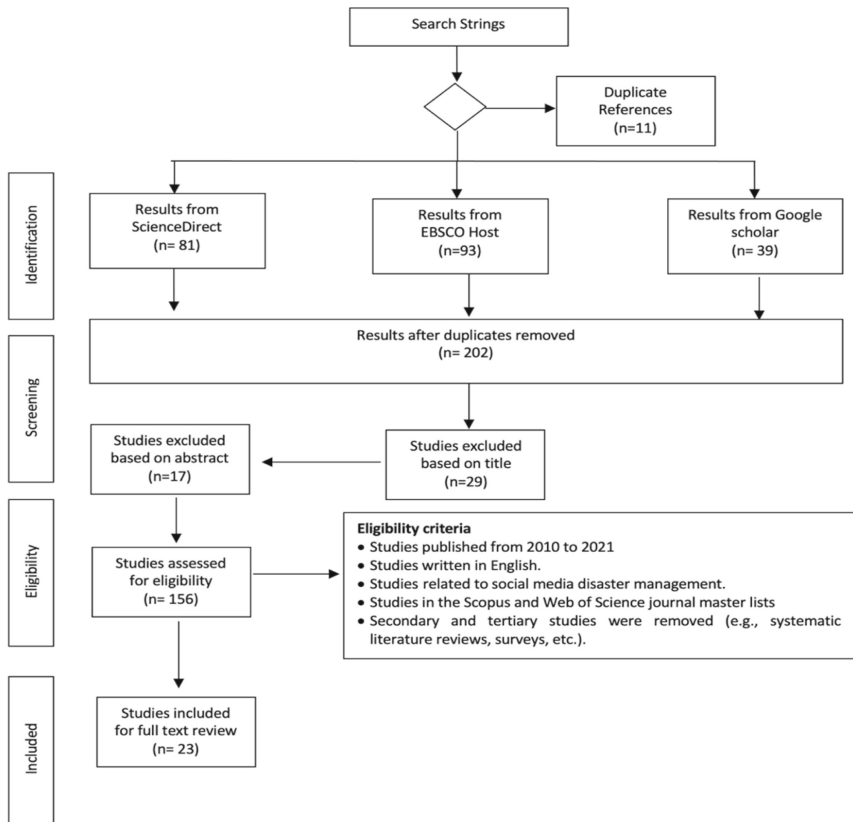 Search Strings
Duplicate
References
(n=11)
Identification
Results from
ScienceDirect
(n= 81)
Results from
EBSCO Host
(n=93)
Results from Google
scholar
(n= 39)
Results after duplicates removed
(n= 202)
Screening
Studies excluded
based on abstract
(n=17)
Studies excluded
based on title
(n=29)
Eligibility
Studies assessed
for eligibility
(n= 156)
Eligibility criteria
• Studies published from 2010 to 2021
• Studies written in English.
• Studies related to social media disaster management.
• Studies in the Scopus and Web of Science journal master lists
• Secondary and tertiary studies were removed (e.g., systematic
literature reviews, surveys, etc.).
Included
Studies included
for full text review
(n= 23)